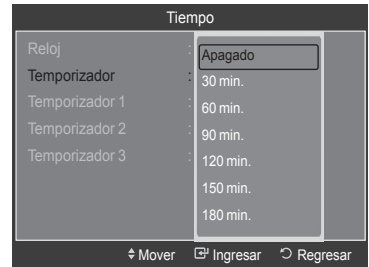 Tiempo
Reloj :
Temporizador :
Temporizador 1 :
Temporizador 2 :
Temporizador 3 :
Apagado
30 min.
60 min.
90 min.
120 min.
150 min.
180 min.
Mover Ingresar Regresar